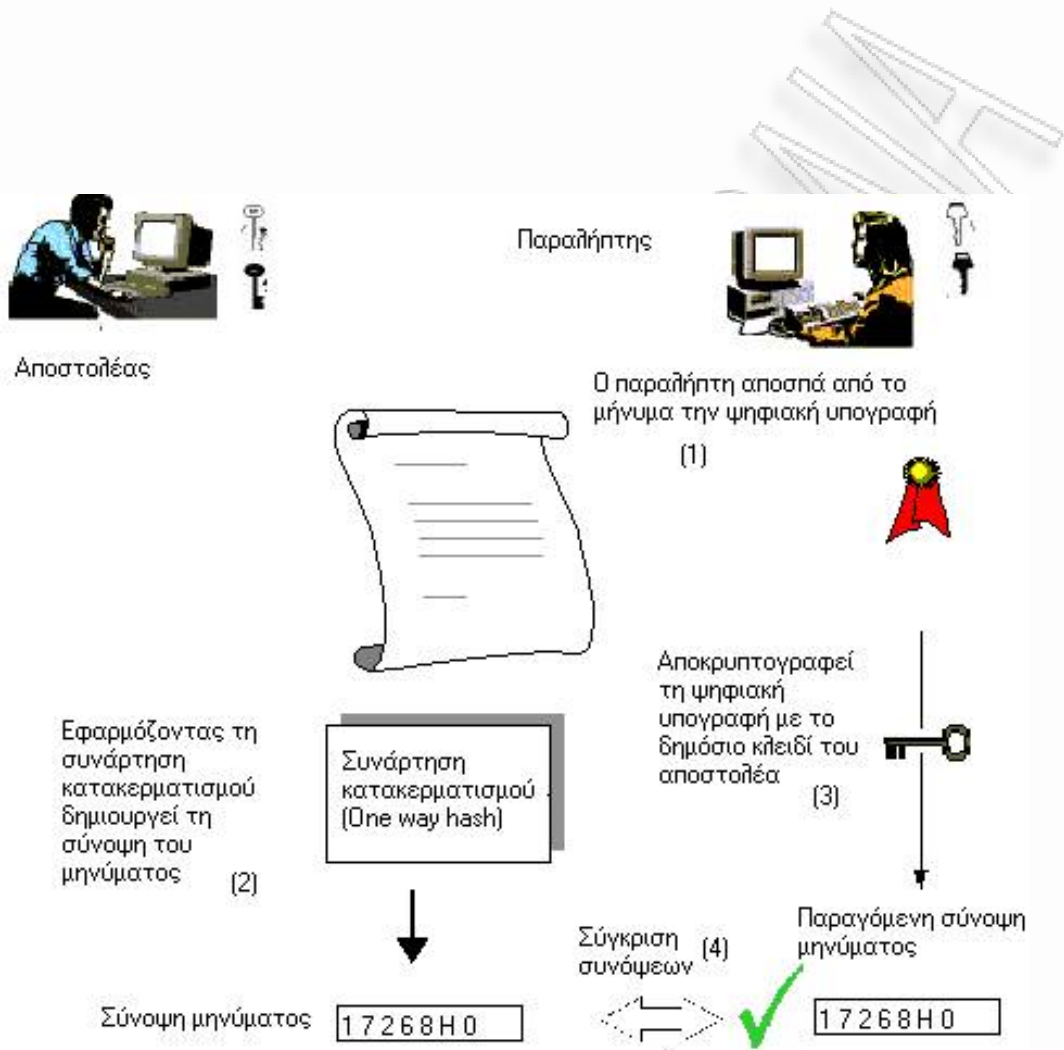 Παραλήπτης
Αποστολέας
Ο παραλήπτη αποσπά από το
μήνυμα την ψηφιακή υπογραφή
(1)
Αποκρυπτογραφεί
τη ψηφιακή
υπογραφή με το
δημόσιο κλειδί του
αποστολέα
(3)
Εφαρμόζοντας τη
συνάρτηση
κατακερματισμού
δημιουργεί τη
σύνοψη του
μηνύματος
(2)
Συνάρτηση
κατακερματισμού
(One way hash)
Παραγόμενη σύνοψη
μηνύματος
Σύγκριση
συνόψεων
(4)
Σύνοψη μηνύματος
17268H0
17268H0